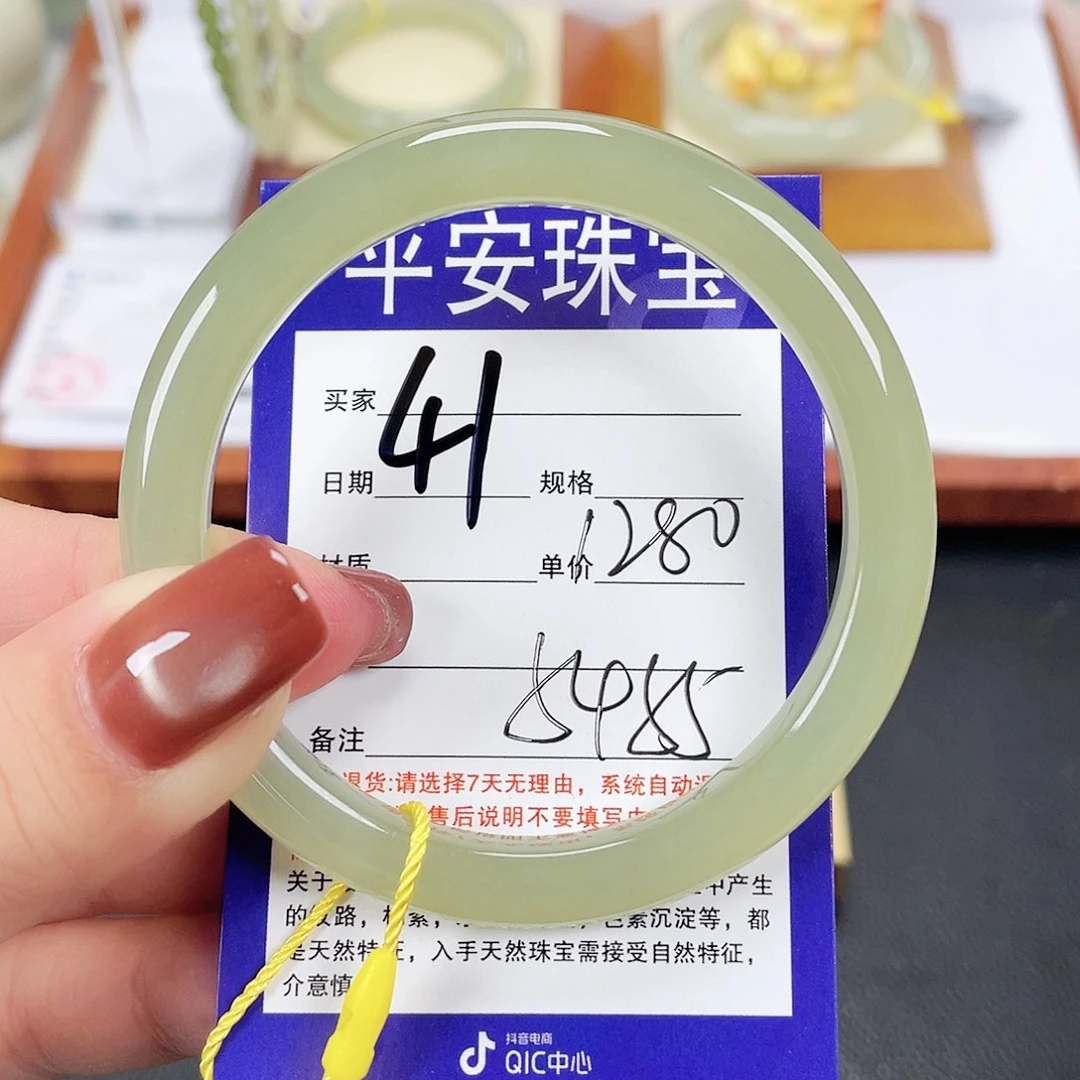 平安珠宝
买家 41
日期 规格
材质 单价 1280
5485
备注
退货:请选择7天无理由，系统自动
售后说明不要填写
关于 中产生
的纹路， 色素沉淀等，都
是天然特征，入手天然珠宝需接受自然特征，
介意慎
抖音电商
QIC中心